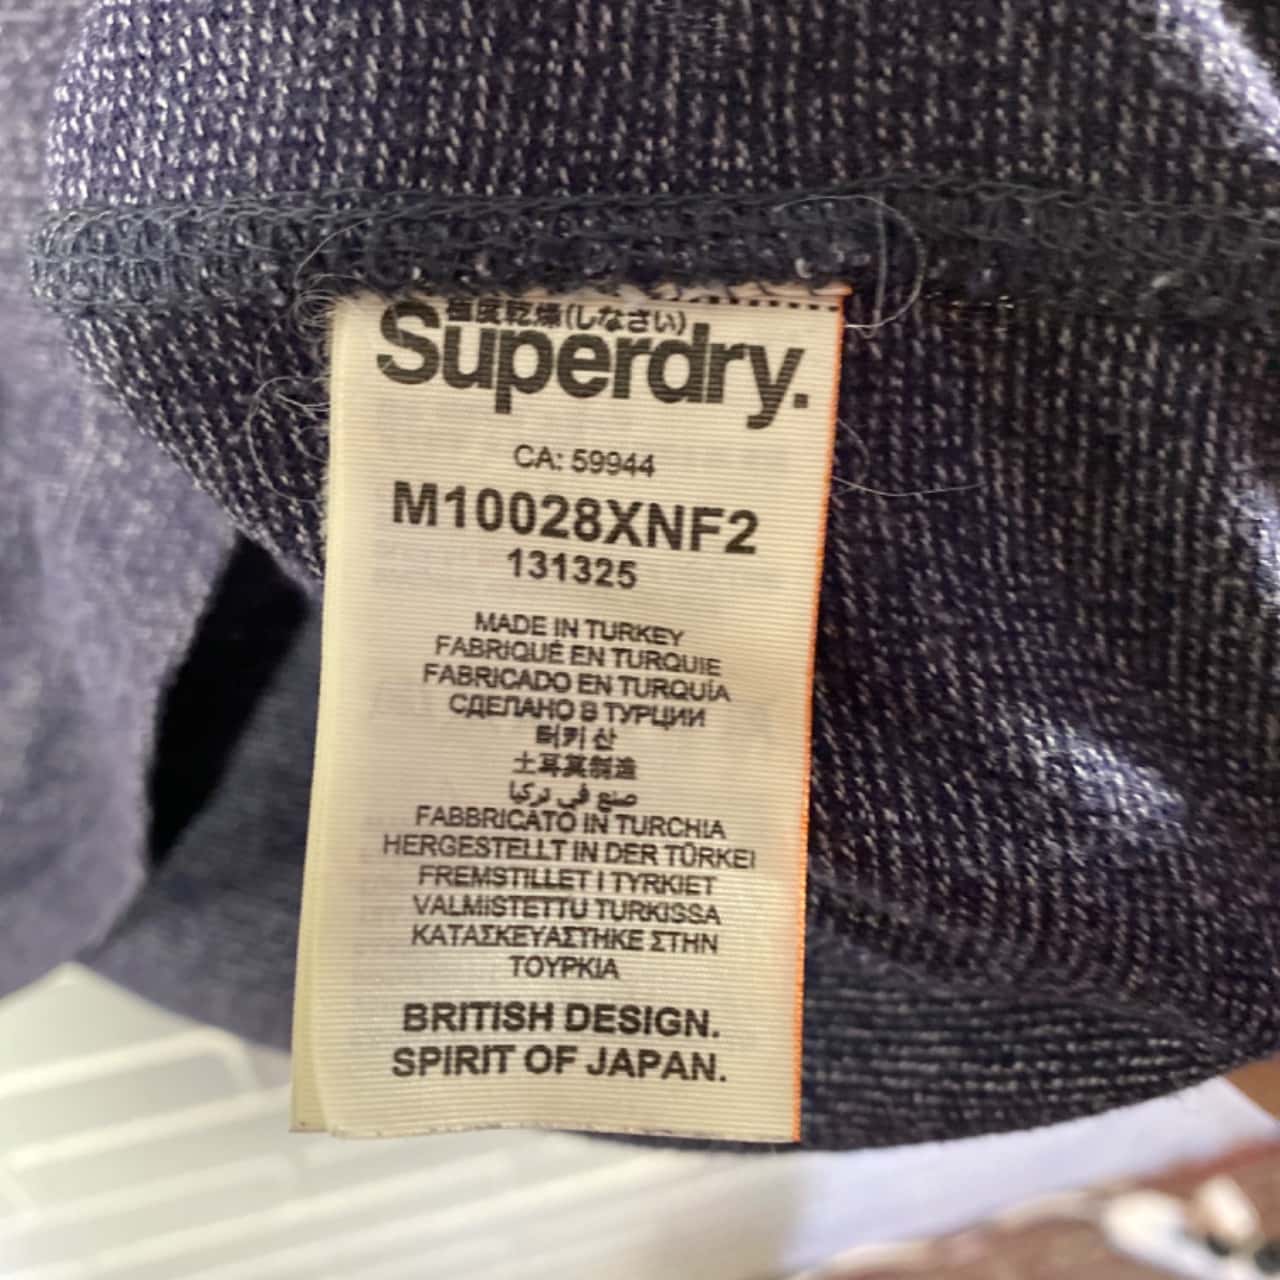 極度乾燥(しなさい)
Superdry.
CA: 59944
M10028XNF2
131325
MADE IN TURKEY
FABRIQUÉ EN TURQUIE
FABRICADO EN TURQUÍA
СДЕЛАНО В ТУРЦИИ
터키 산
土耳其制造
صنع في تركيا
FABBRICATO IN TURCHIA
HERGESTELLT IN DER TÜRKEI
FREMSTILLET I TYRKIET
VALMISTETTU TURKISSA
ΚΑΤΑΣΚΕΥΑΣΤΗΚΕ ΣΤΗΝ
ΤΟΥΡΚΙΑ
BRITISH DESIGN.
SPIRIT OF JAPAN.